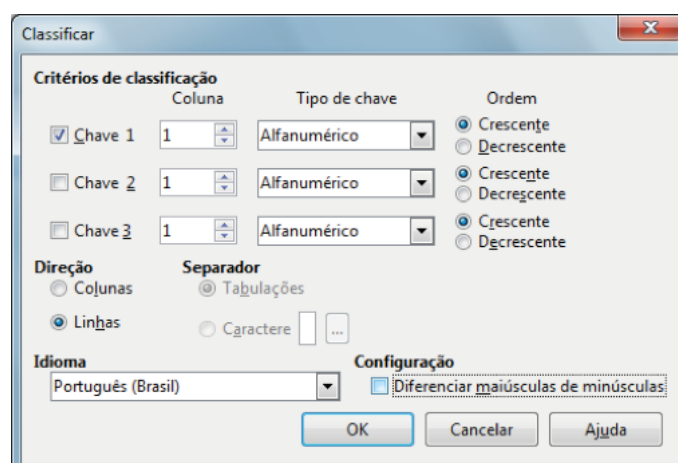 Classificar
Critérios de classificação
Coluna Tipo de chave Ordem
Chave 1 1 Alfanumérico Crescente
Decrescente
Chave 2 1 Alfanumérico Crescente
Decrescente
Chave 3 1 Alfanumérico Crescente
Decrescente
Direção Separador
Colunas Tabulações
Linhas Caractere ...
Idioma Configuração
Português (Brasil) Diferenciar maiúsculas de minúsculas
OK Cancelar Ajuda